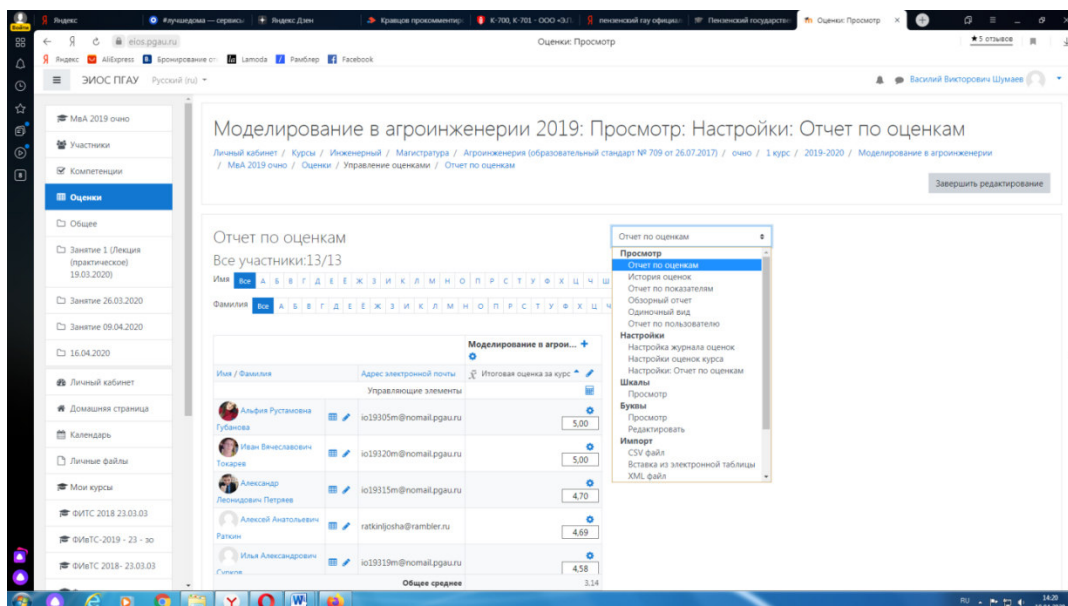 Яндекс
#лучшедома — сервисы
Яндекс.Дзен
Кравцов прокомментир
К-700, К-701 - ООО «З.Г.
пензенский гау официал
Пензенский государствен
Оценки: Просмотр
eios.pgau.ru
Оценки: Просмотр
★5 отзывов
Яндекс AliExpress Бронирование от Lamoda Рамблер Facebook
ЭИОС ПГАУ Русский (ru)
Василий Викторович Шумаев
МвА 2019 очно
Участники
Компетенции
Оценки
Общее
Занятие 1 (Лекция
(практическое)
19.03.2020)
Занятие 26.03.2020
Занятие 09.04.2020
16.04.2020
Личный кабинет
Домашняя страница
Календарь
Личные файлы
Мои курсы
ФИТС 2018 23.03.03
ФИвТС-2019 - 23 - зо
ФИвТС 2018- 23.03.03
Моделирование в агроинженерии 2019: Просмотр: Настройки: Отчет по оценкам
Личный кабинет / Курсы / Инженерный / Магистратура / Агроинженерия (образовательный стандарт № 709 от 26.07.2017) / очно / 1 курс / 2019-2020 / Моделирование в агроинженерии
/ МвА 2019 очно / Оценки / Управление оценками / Отчет по оценкам
Завершить редактирование
Отчет по оценкам
Все участники:13/13
Имя Все А Б В Г Д Е Ё Ж З И К Л М Н О П Р С Т У Ф Х Ц Ч Ш
Фамилия Все А Б В Г Д Е Ё Ж З И К Л М Н О П Р С Т У Ф Х Ц Ч
Моделирование в агрои...
Имя / Фамилия Адрес электронной почты Итоговая оценка за курс
Управляющие элементы
Альфия Рустамовна
Губанова
io19305m@nomail.pgau.ru
5,00
Иван Вячеславович
Токарев
io19320m@nomail.pgau.ru
5,00
Александр
Леонидович Петряев
io19315m@nomail.pgau.ru
4,70
Алексей Анатольевич
Раткин
ratkinljosha@rambler.ru
4,69
Илья Александрович
io19319m@nomail.pgau.ru
4,58
Общее среднее 3,14
Отчет по оценкам
Просмотр
Отчет по оценкам
История оценок
Отчет по показателям
Обзорный отчет
Одиночный вид
Отчет по пользователю
Настройки
Настройка журнала оценок
Настройки оценок курса
Настройки: Отчет по оценкам
Шкалы
Просмотр
Буквы
Просмотр
Редактировать
Импорт
CSV файл
Вставка из электронной таблицы
XML файл
RU
14:20